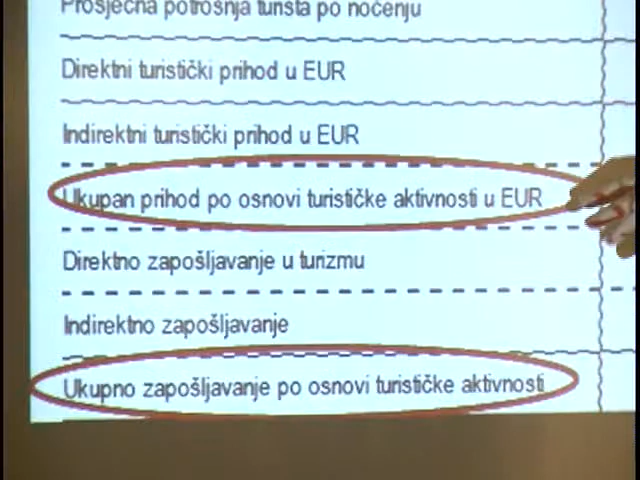 Prosječna potrošnja turista po noćenju
Direktni turistički prihod u EUR
Indirektni turistički prihod u EUR
Ukupan prihod po osnovi turističke aktivnosti u EUR
Direktno zapošljavanje u turizmu
Indirektno zapošljavanje
Ukupno zapošljavanje po osnovi turističke aktivnosti